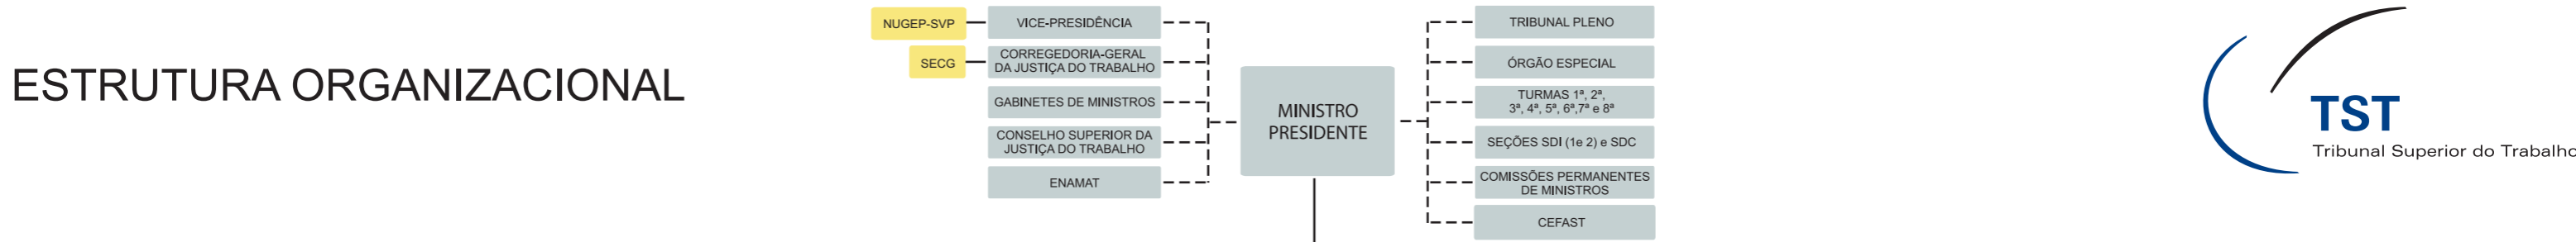 ESTRUTURA ORGANIZACIONAL
NUGEP-SVP
VICE-PRESIDÊNCIA
SECG
CORREGEDORIA-GERAL
DA JUSTIÇA DO TRABALHO
GABINETES DE MINISTROS
CONSELHO SUPERIOR DA
JUSTIÇA DO TRABALHO
ENAMAT
MINISTRO
PRESIDENTE
TRIBUNAL PLENO
ÓRGÃO ESPECIAL
TURMAS 1ª, 2ª,
3ª, 4ª, 5ª, 6ª,7ª e 8ª
SEÇÕES SDI (1e 2) e SDC
COMISSÕES PERMANENTES
DE MINISTROS
CEFAST
TST
Tribunal Superior do Trabalho